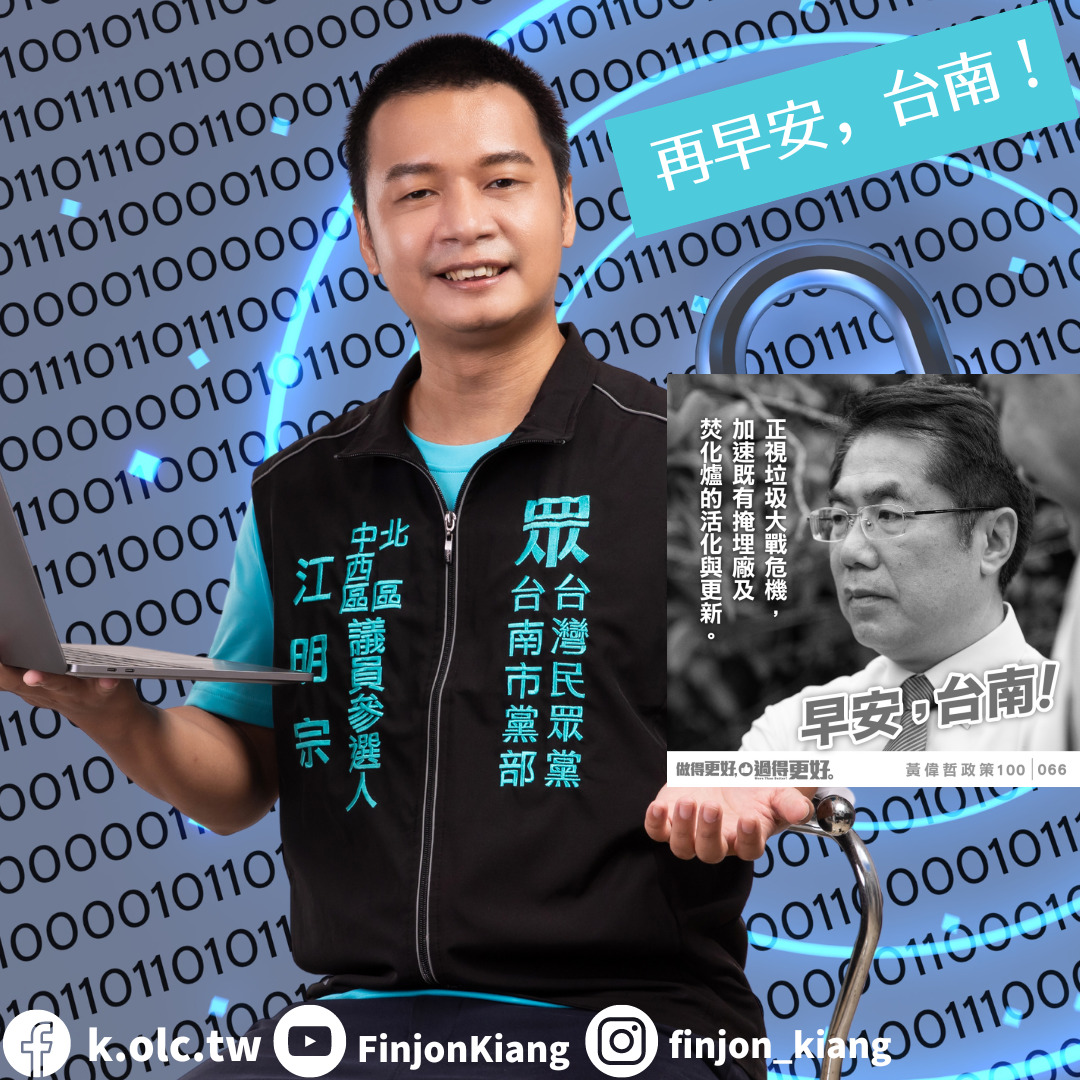 再早安，台南！
正視垃圾大戰危機，
加速既有掩埋廠及
焚化爐的活化與更新。
早安，台南！
做得更好，過得更好。
黃偉哲政策100｜066
眾
台灣民眾黨
台南市黨部
北區
中西區
議員參選人
江明宗
k.olc.tw
FinjonKiang
finjon_kiang